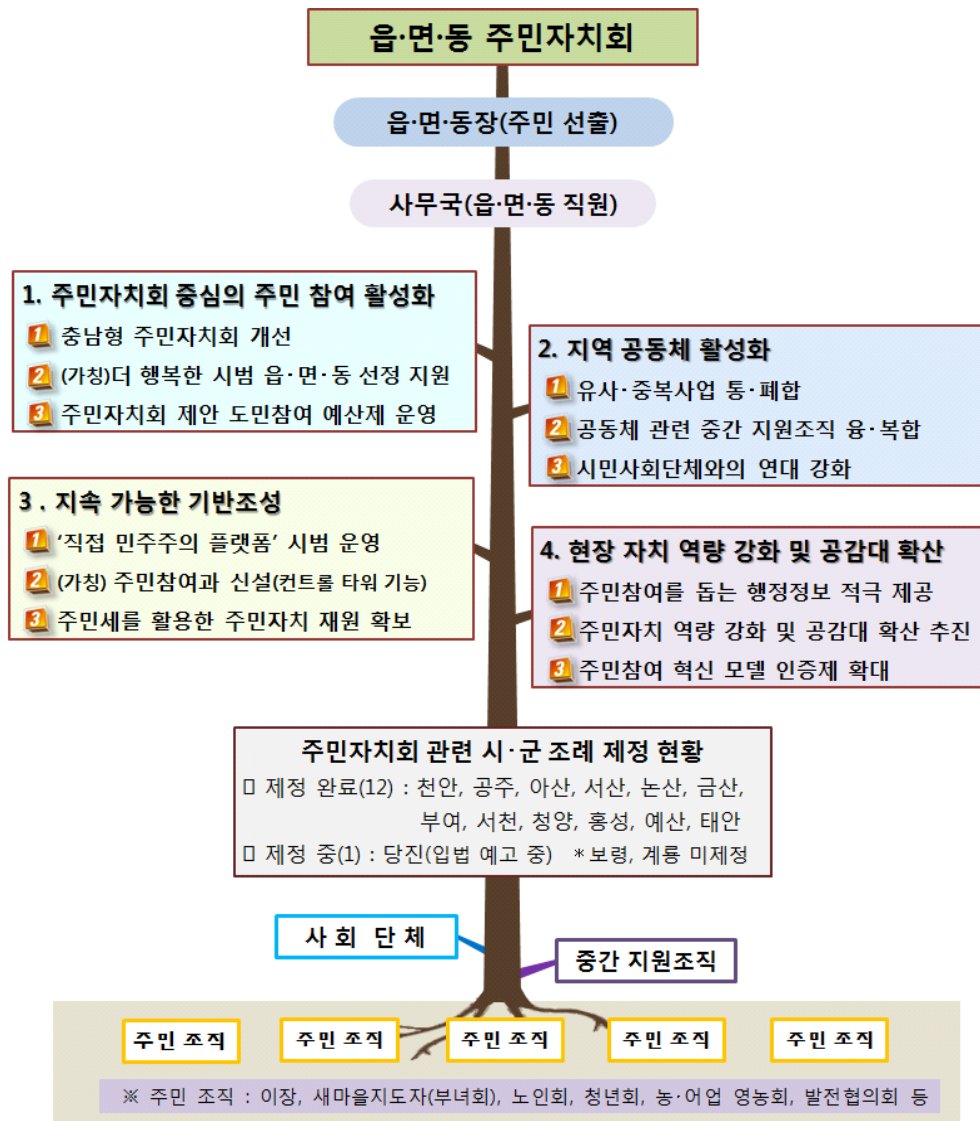 읍·면·동 주민자치회
읍·면·동장(주민 선출)
사무국(읍·면·동 직원)
1. 주민자치회 중심의 주민 참여 활성화
1 충남형 주민자치회 개선
2 (가칭)더 행복한 시범 읍·면·동 선정 지원
3 주민자치회 제안 도민참여 예산제 운영
2. 지역 공동체 활성화
1 유사·중복사업 통·폐합
2 공동체 관련 중간 지원조직 융·복합
3 시민사회단체와의 연대 강화
3 . 지속 가능한 기반조성
1 ‘직접 민주주의 플랫폼’ 시범 운영
2 (가칭) 주민참여과 신설(컨트롤 타워 기능)
3 주민세를 활용한 주민자치 재원 확보
4. 현장 자치 역량 강화 및 공감대 확산
1 주민참여를 돕는 행정정보 적극 제공
2 주민자치 역량 강화 및 공감대 확산 추진
3 주민참여 혁신 모델 인증제 확대
주민자치회 관련 시·군 조례 제정 현황
□ 제정 완료(12) : 천안, 공주, 아산, 서산, 논산, 금산,
부여, 서천, 청양, 홍성, 예산, 태안
□ 제정 중(1) : 당진(입법 예고 중) *보령, 계룡 미제정
사 회 단 체
중간 지원조직
주민 조직
주민 조직
주민 조직
주민 조직
주민 조직
※ 주민 조직 : 이장, 새마을지도자(부녀회), 노인회, 청년회, 농·어업 영농회, 발전협의회 등